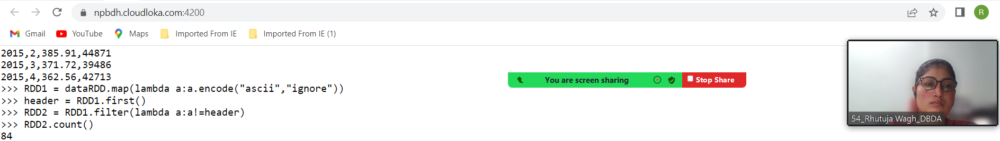 npbdh.cloudloka.com:4200
R
Gmail YouTube Maps Imported From IE Imported From IE (1)
2015,2,385.91,44871
2015,3,371.72,39486
2015,4,362.56,42713
You are screen sharing Stop Share
>>> RDD1 = dataRDD.map(lambda a:a.encode("ascii","ignore"))
>>> header = RDD1.first()
>>> RDD2 = RDD1.filter(lambda a:a!=header)
>>> RDD2.count()
84
54_Rhutuja Wagh_DBDA